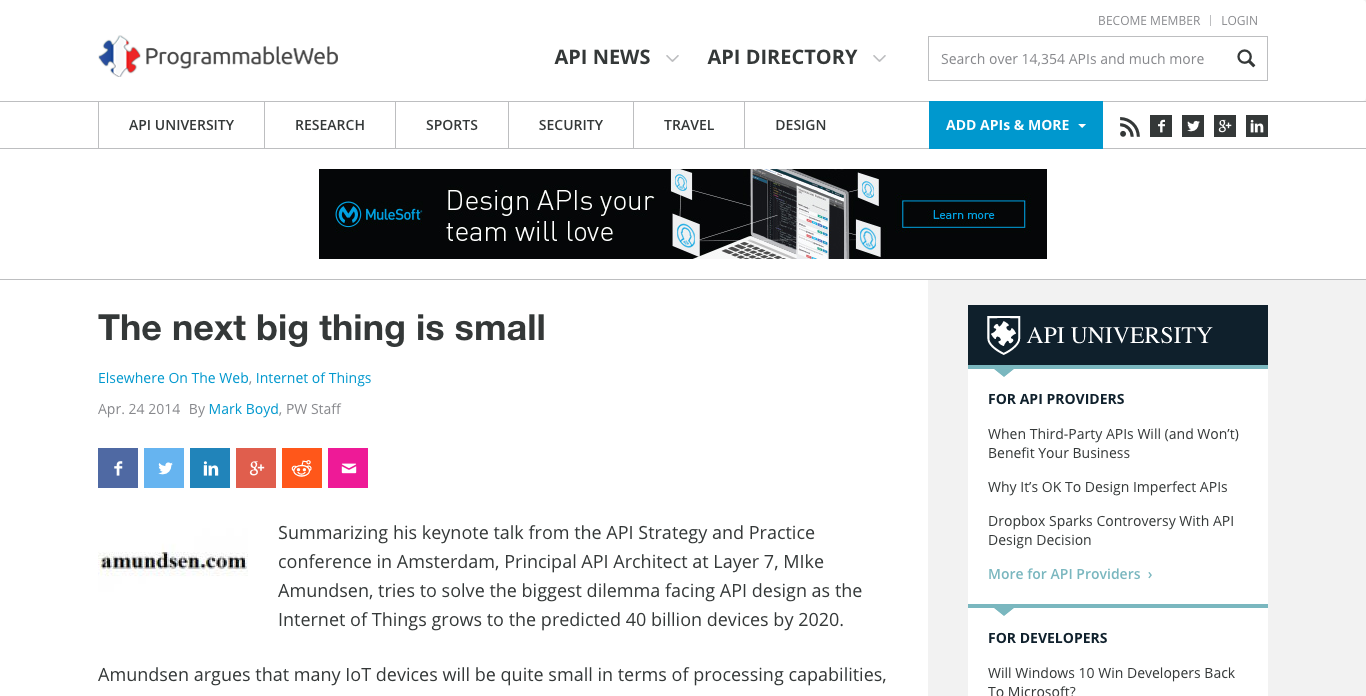 BECOME MEMBER | LOGIN
ProgrammableWeb
API NEWS
API DIRECTORY
Search over 14,354 APIs and much more
API UNIVERSITY
RESEARCH
SPORTS
SECURITY
TRAVEL
DESIGN
ADD APIs & MORE
MuleSoft
Design APIs your
team will love
Learn more
The next big thing is small
Elsewhere On The Web, Internet of Things
Apr. 24 2014 By Mark Boyd, PW Staff
amundsen.com
Summarizing his keynote talk from the API Strategy and Practice
conference in Amsterdam, Principal API Architect at Layer 7, MIke
Amundsen, tries to solve the biggest dilemma facing API design as the
Internet of Things grows to the predicted 40 billion devices by 2020.
Amundsen argues that many IoT devices will be quite small in terms of processing capabilities,
API UNIVERSITY
FOR API PROVIDERS
When Third-Party APIs Will (and Won't)
Benefit Your Business
Why It's OK To Design Imperfect APIs
Dropbox Sparks Controversy With API
Design Decision
More for API Providers ›
FOR DEVELOPERS
Will Windows 10 Win Developers Back
To Microsoft?